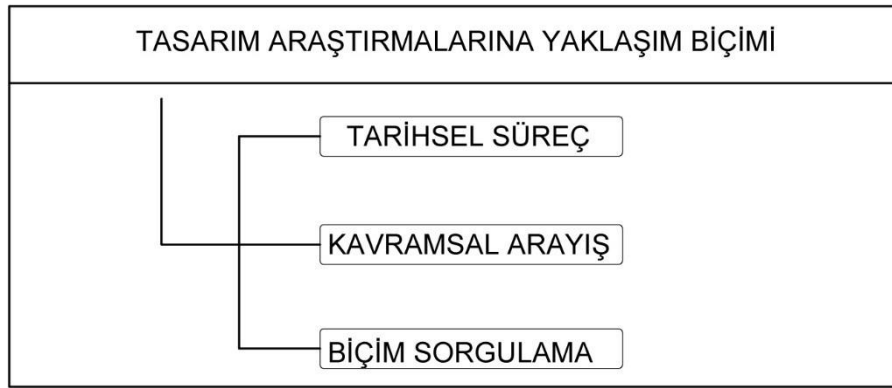 TASARIM ARAŞTIRMALARINA YAKLAŞIM BİÇİMİ
TARİHSEL SÜREÇ
KAVRAMSAL ARAYIŞ
BİÇİM SORGULAMA